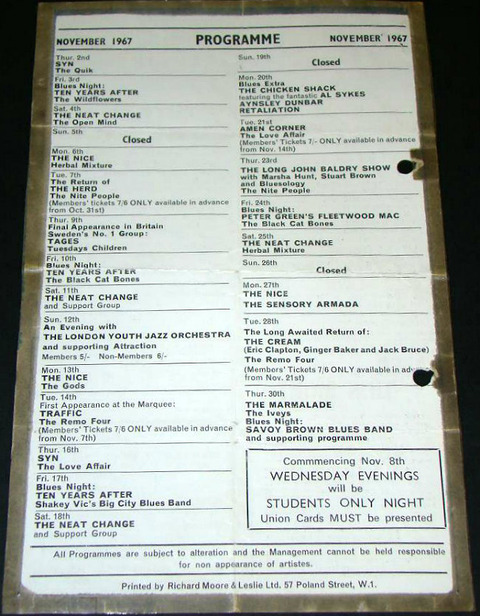 NOVEMBER 1967 PROGRAMME NOVEMBER 1967
Thur. 2nd
SYN
The Quik
Fri. 3rd
Blues Night:
TEN YEARS AFTER
The Wildflowers
Sat. 4th
THE NEAT CHANGE
The Open Mind
Sun. 5th
Closed
Mon. 6th
THE NICE
Herbal Mixture
Tue. 7th
The Return of
THE HERD
The Nite People
(Members' tickets 7/6 ONLY available in advance
from Oct. 31st)
Thur. 9th
Final Appearance in Britain
Sweden's No. 1 Group:
TAGES
Tuesdays Children
Fri. 10th
Blues Night:
TEN YEARS AFTER
The Black Cat Bones
Sat. 11th
THE NEAT CHANGE
and Support Group
Sun. 12th
An Evening with
THE LONDON YOUTH JAZZ ORCHESTRA
and supporting Attraction
Members 5/- Non-Members 6/-
Mon. 13th
THE NICE
The Gods
Tue. 14th
First Appearance at the Marquee:
TRAFFIC
The Remo Four
(Members' Tickets 7/6 ONLY available in advance
from Nov. 7th)
Thur. 16th
SYN
The Love Affair
Fri. 17th
Blues Night:
TEN YEARS AFTER
Shakey Vic's Big City Blues Band
Sat. 18th
THE NEAT CHANGE
and Support Group
Sun. 19th
Closed
Mon. 20th
Blues Extra
THE CHICKEN SHACK
featuring the fantastic AL SYKES
AYNSLEY DUNBAR
RETALIATION
Tue. 21st
AMEN CORNER
The Love Affair
(Members' Tickets 7/- ONLY available in advance
from Nov. 14th)
Thur. 23rd
THE LONG JOHN BALDRY SHOW
with Marsha Hunt, Stuart Brown
and Bluesology
The Nite People
Fri. 24th
Blues Night:
PETER GREEN'S FLEETWOOD MAC
The Black Cat Bones
Sat. 25th
THE NEAT CHANGE
Herbal Mixture
Sun. 26th
Closed
Mon. 27th
THE NICE
THE SENSORY ARMADA
Tue. 28th
The Long Awaited Return of:
THE CREAM
(Eric Clapton, Ginger Baker and Jack Bruce)
The Remo Four
(Members' Tickets 7/6 ONLY available in
from Nov. 21st)
Thur. 30th
THE MARMALADE
The Iveys
Blues Night:
SAVOY BROWN BLUES BAND
and supporting programme
Commencing Nov. 8th
WEDNESDAY EVENINGS
will be
STUDENTS ONLY NIGHT
Union Cards MUST be presented
All Programmes are subject to alteration and the Management cannot be held responsible
for non appearance of artistes.
Printed by Richard Moore & Leslie Ltd. 57 Poland Street, W.1.